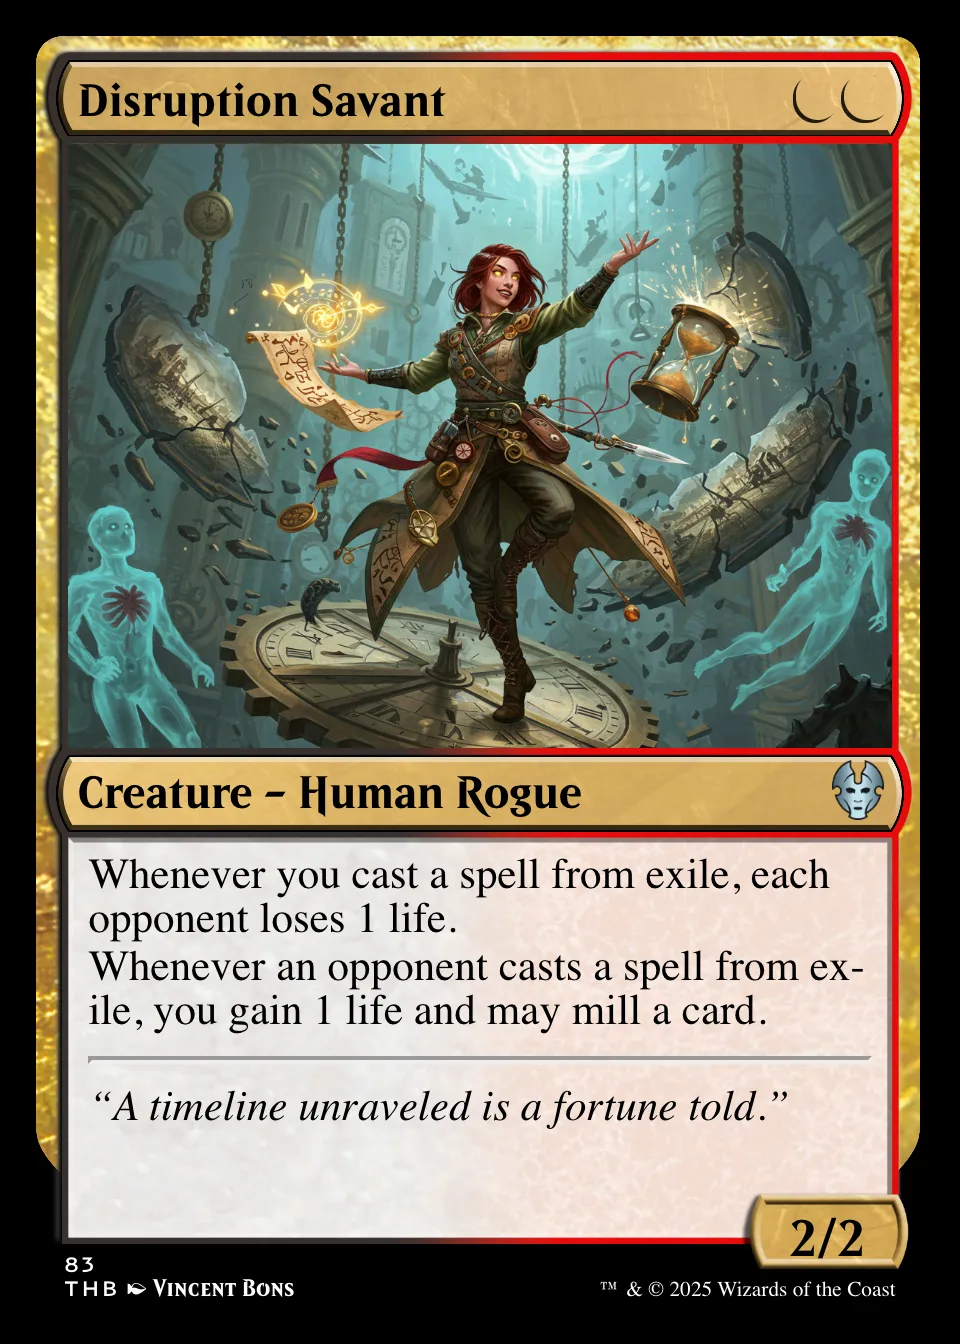 Disruption Savant
Creature – Human Rogue
Whenever you cast a spell from exile, each
opponent loses 1 life.
Whenever an opponent casts a spell from ex-
ile, you gain 1 life and may mill a card.
“A timeline unraveled is a fortune told.”
2/2
83
THB Vincent Bons
™ & © 2025 Wizards of the Coast